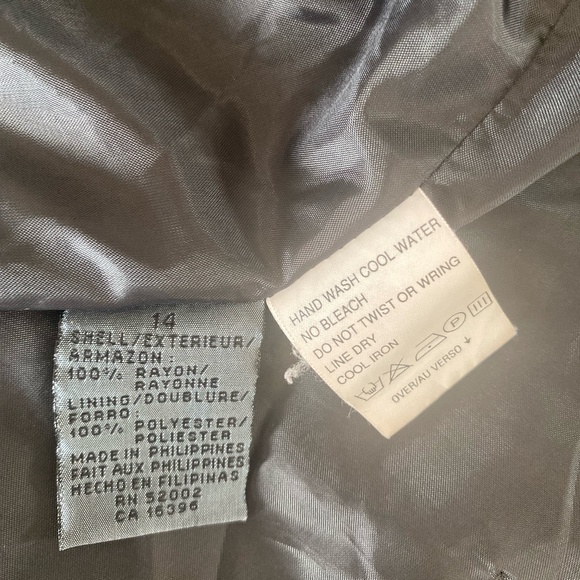 14
SHELL/EXTERIEUR/
ARMAZON:
100% RAYON/
RAYONNE
LINING/DOUBLURE/
FORRO:
100% POLYESTER/
POLIESTER
MADE IN PHILIPPINES
FAIT AUX PHILIPPINES
HECHO EN FILIPINAS
RN 52002
CA 16396
HAND WASH COOL WATER
NO BLEACH
DO NOT TWIST OR WRING
LINE DRY
COOL IRON
P
OVER/AU VERSO